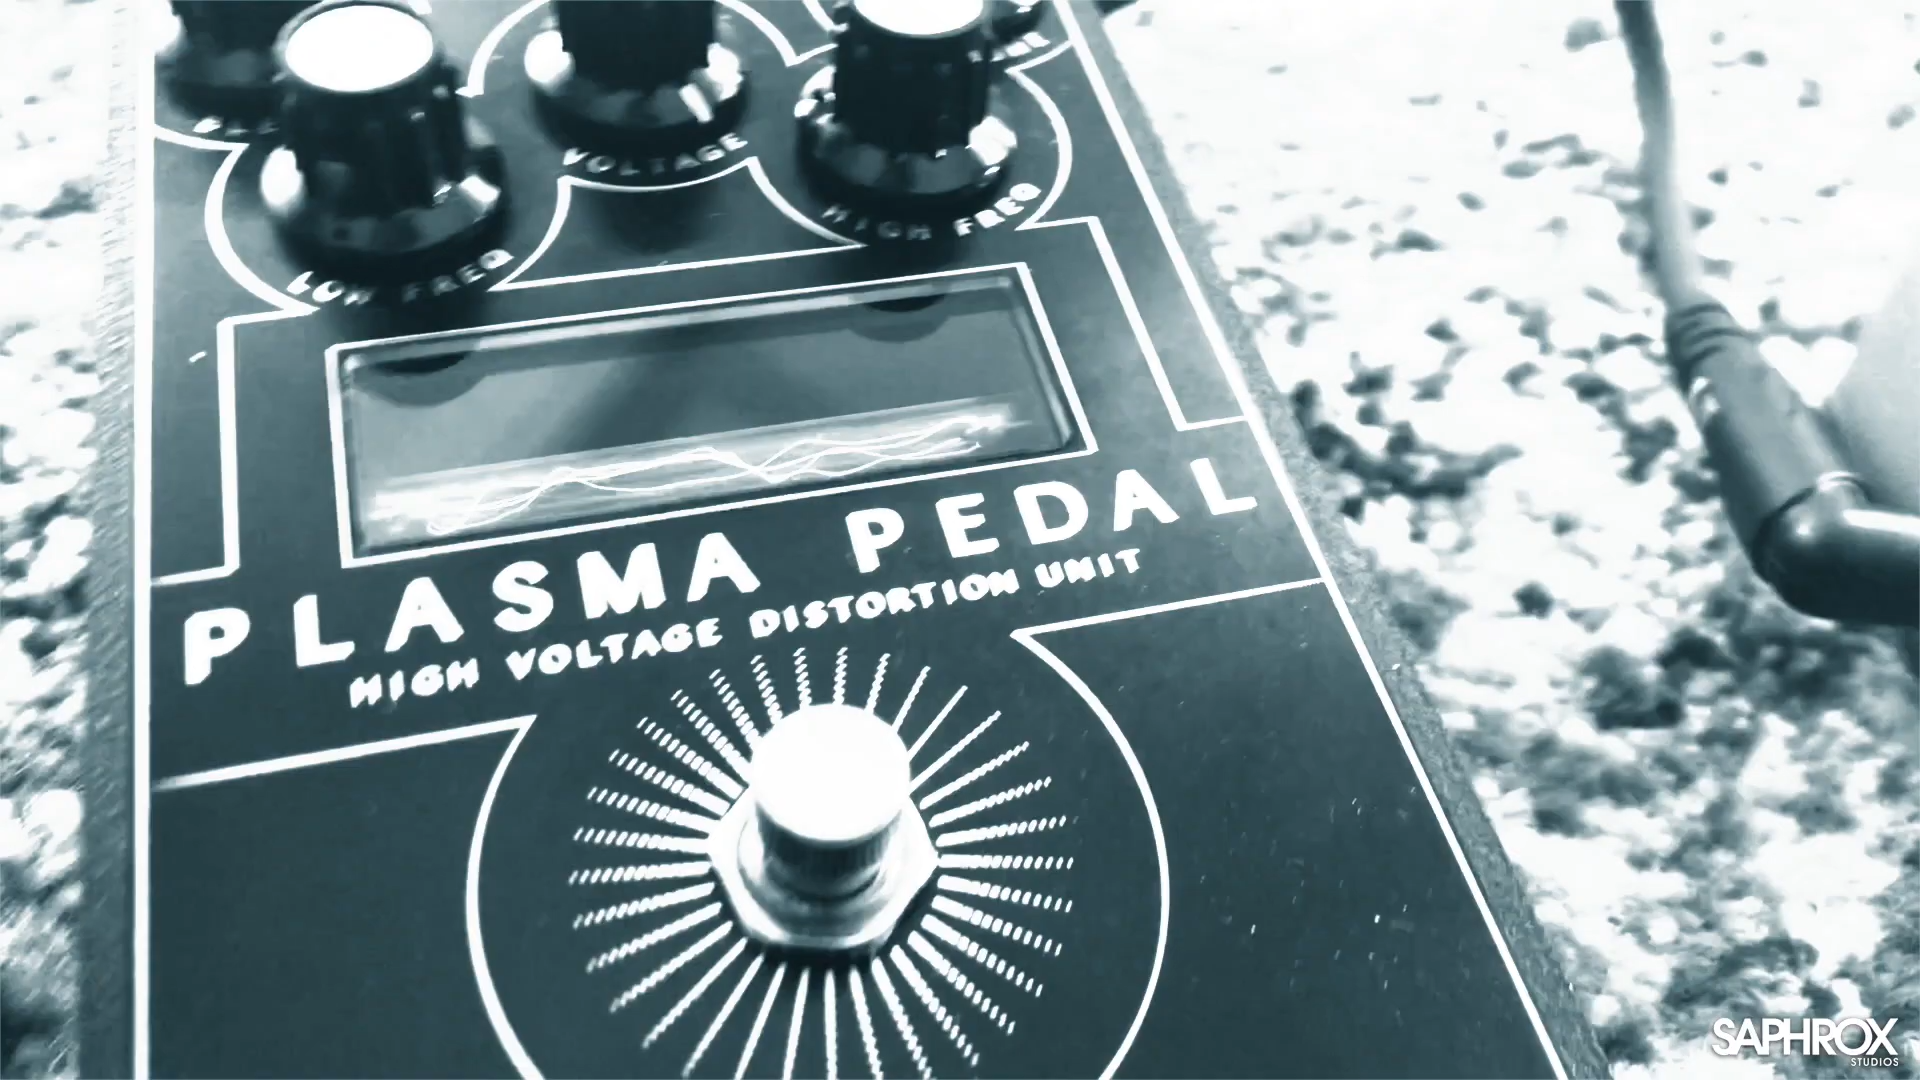 VOLTAGE
HIGH FREQ
LOW FREQ
PLASMA PEDAL
HIGH VOLTAGE DISTORTION UNIT
SAPHROX
STUDIOS